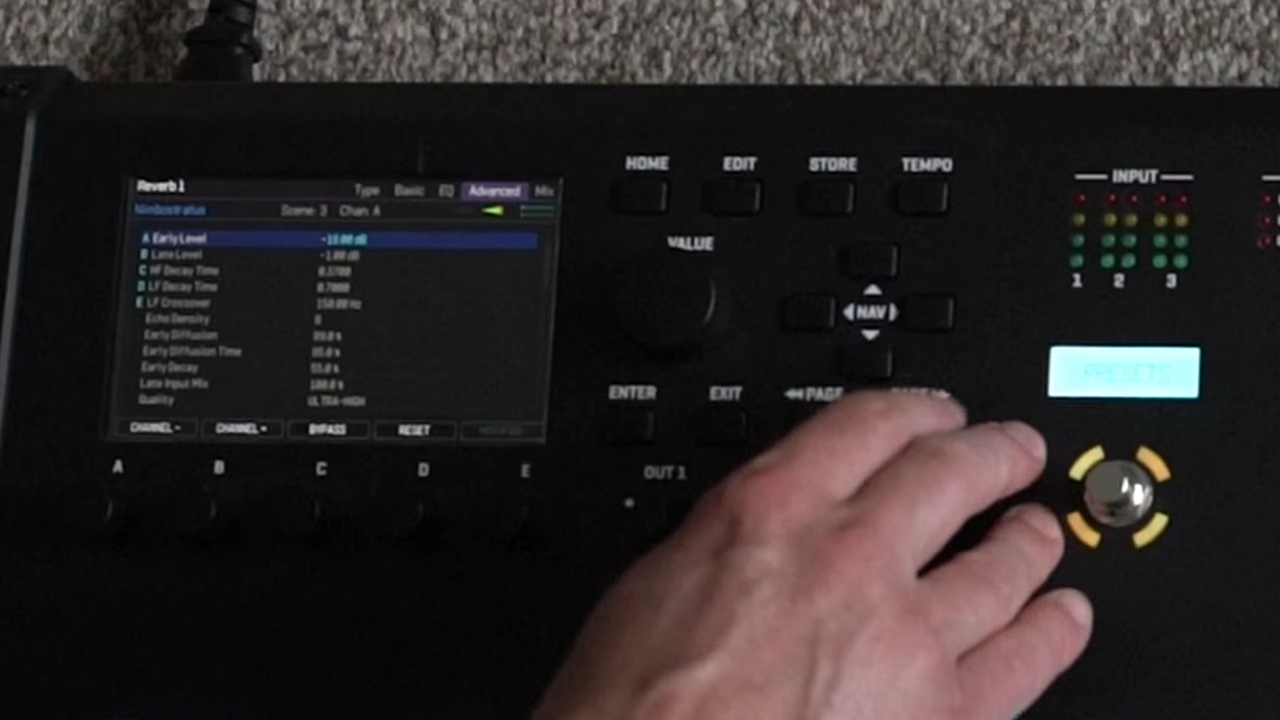 HOME EDIT STORE TEMPO
INPUT
Reverb 1
Type Basic EQ Advanced Mix
Nimbostratus Scene: 3 Chan: A
A Early Level -10.00 dB
B Late Level -1.00 dB
C HF Decay Time
D LF Decay Time
E LF Crossover 150.00 Hz
Echo Density
Early Diffusion
Early Diffusion Time
Early Decay
Late Input Mix 100.0 %
Quality ULTRA-HIGH
CHANNEL - CHANNEL + BYPASS RESET
VALUE
NAV
1 2 3
PRESETS
ENTER EXIT PAGE
A B C D E
OUT 1